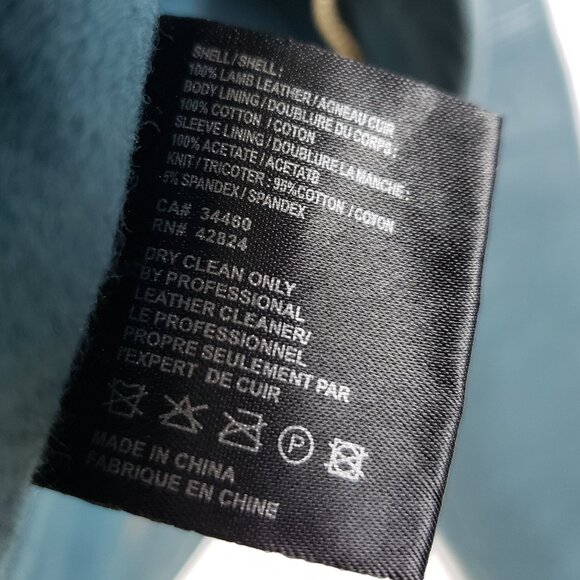 SHELL / SHELL :
100% LAMB LEATHER / AGNEAU CUIR
BODY LINING / DOUBLURE DU CORPS :
100% COTTON / COTON
SLEEVE LINING / DOUBLURE LA MANCHE :
100% ACETATE / ACETATB
KNIT / TRICOTER : 95%COTTON / COTON
5% SPANDEX / SPANDEX
CA# 34460
RN# 42824
DRY CLEAN ONLY
BY PROFESSIONAL
LEATHER CLEANER/
LE PROFESSIONNEL
PROPRE SEULEMENT PAR
l'EXPERT DE CUIR
P
MADE IN CHINA
FABRIQUE EN CHINE